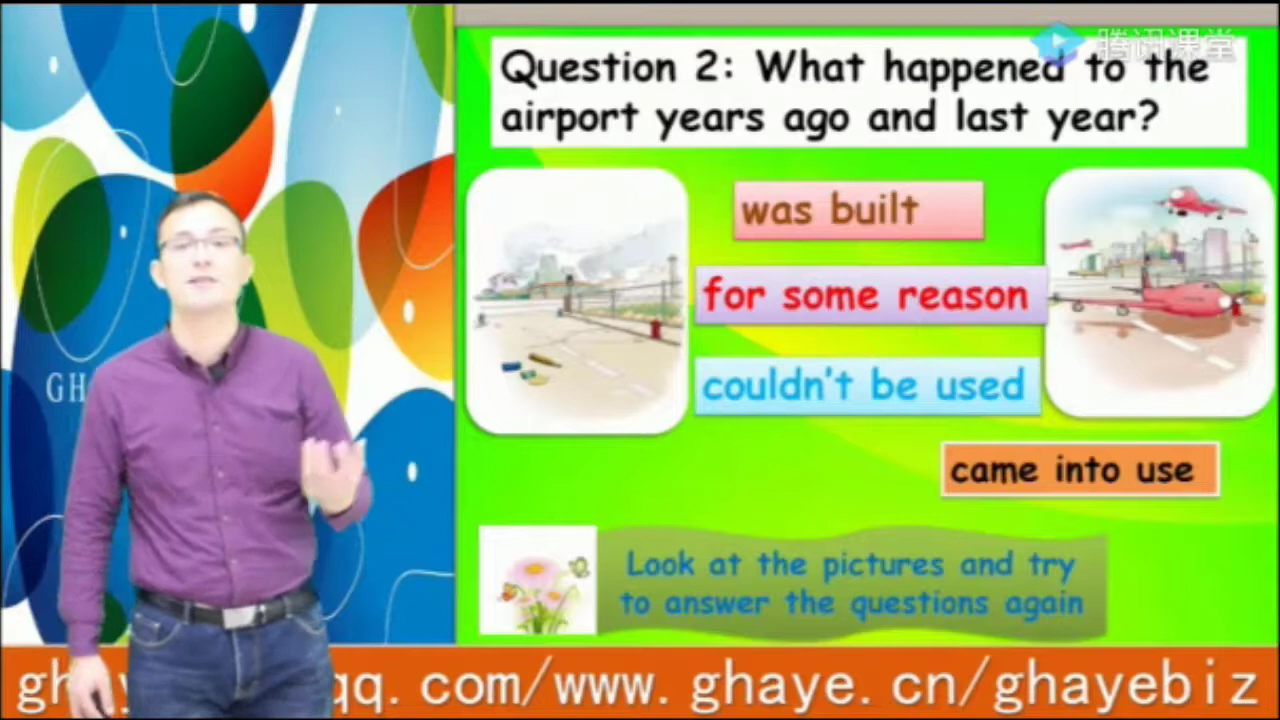 腾讯课堂
Question 2: What happened to the
airport years ago and last year?
was built
for some reason
couldn't be used
came into use
Look at the pictures and try
to answer the questions again
GH
qq. com/www. ghaye. cn/ghayebiz